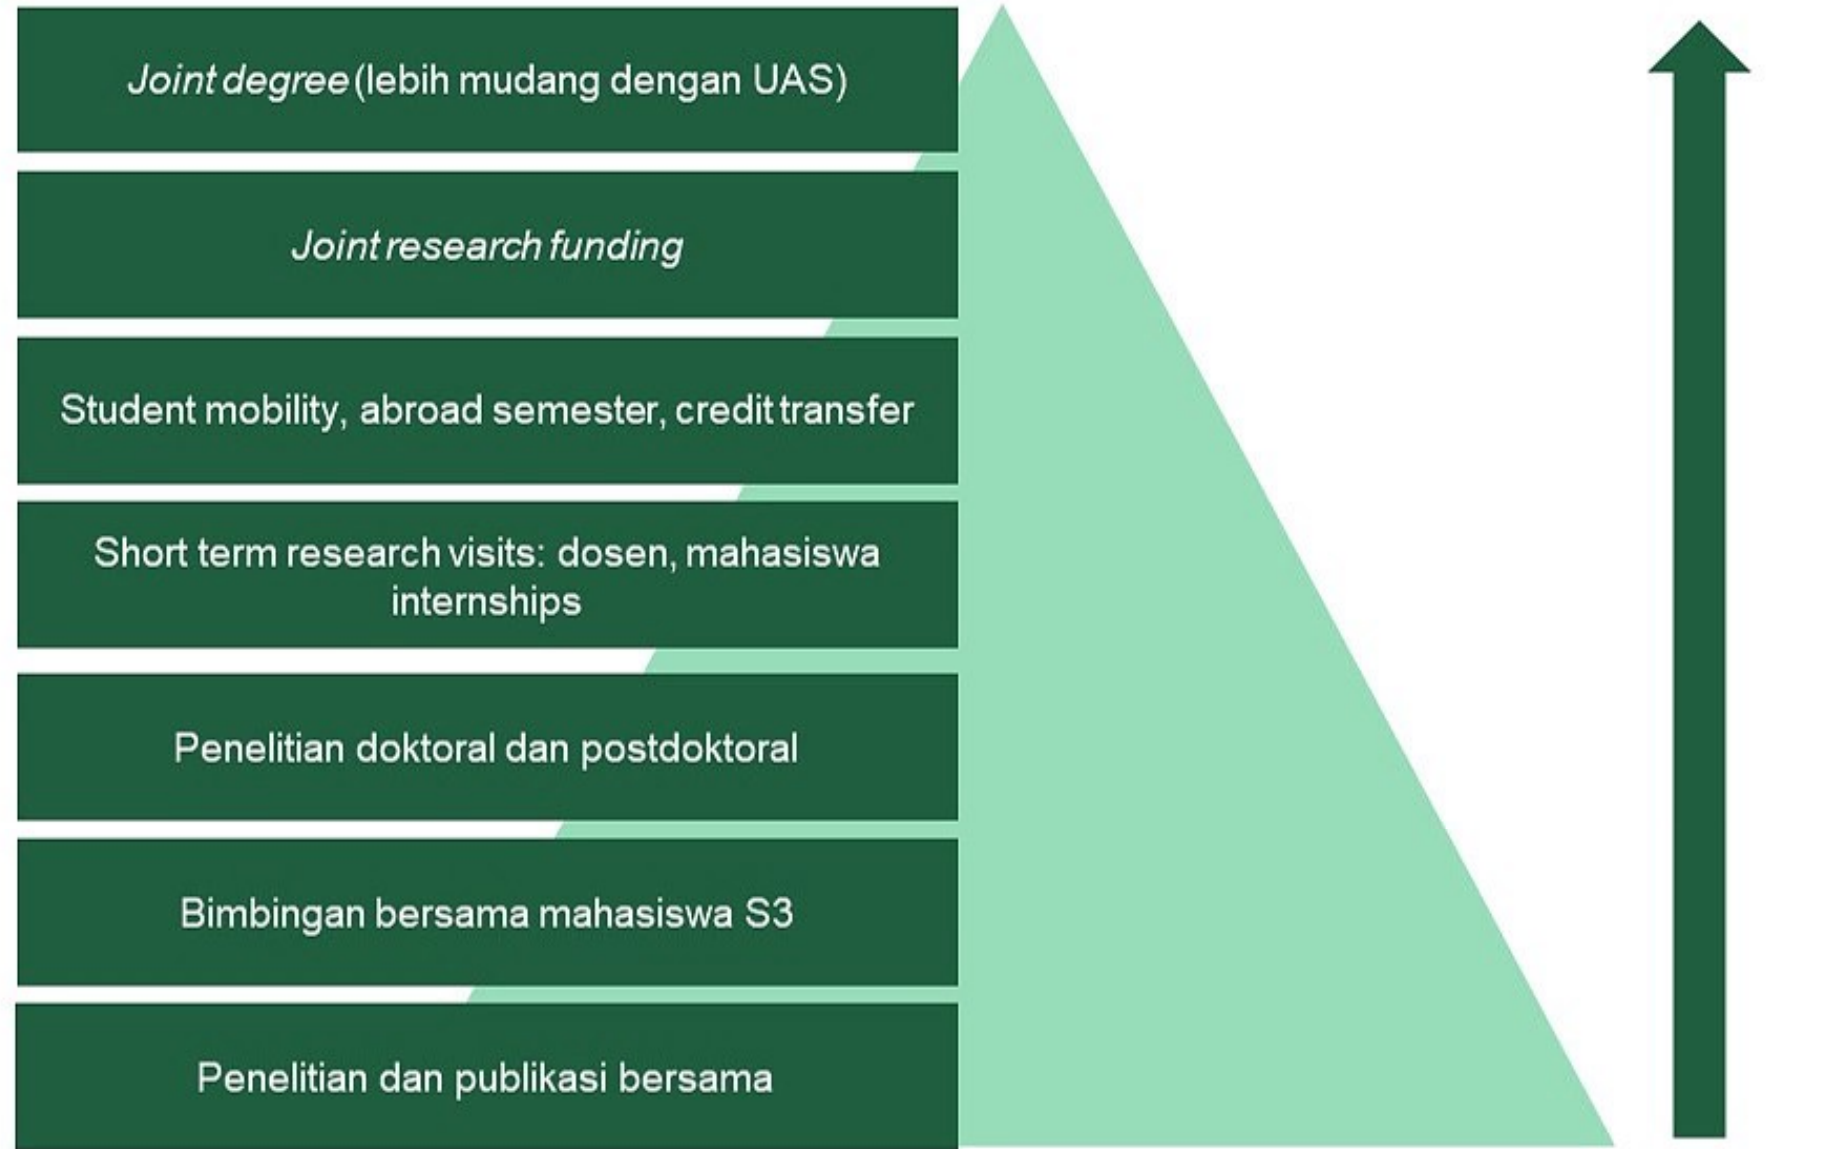 Joint degree (lebih mudang dengan UAS)
Joint research funding
Student mobility, abroad semester, credit transfer
Short term research visits: dosen, mahasiswa
internships
Penelitian doktoral dan postdoktoral
Bimbingan bersama mahasiswa S3
Penelitian dan publikasi bersama